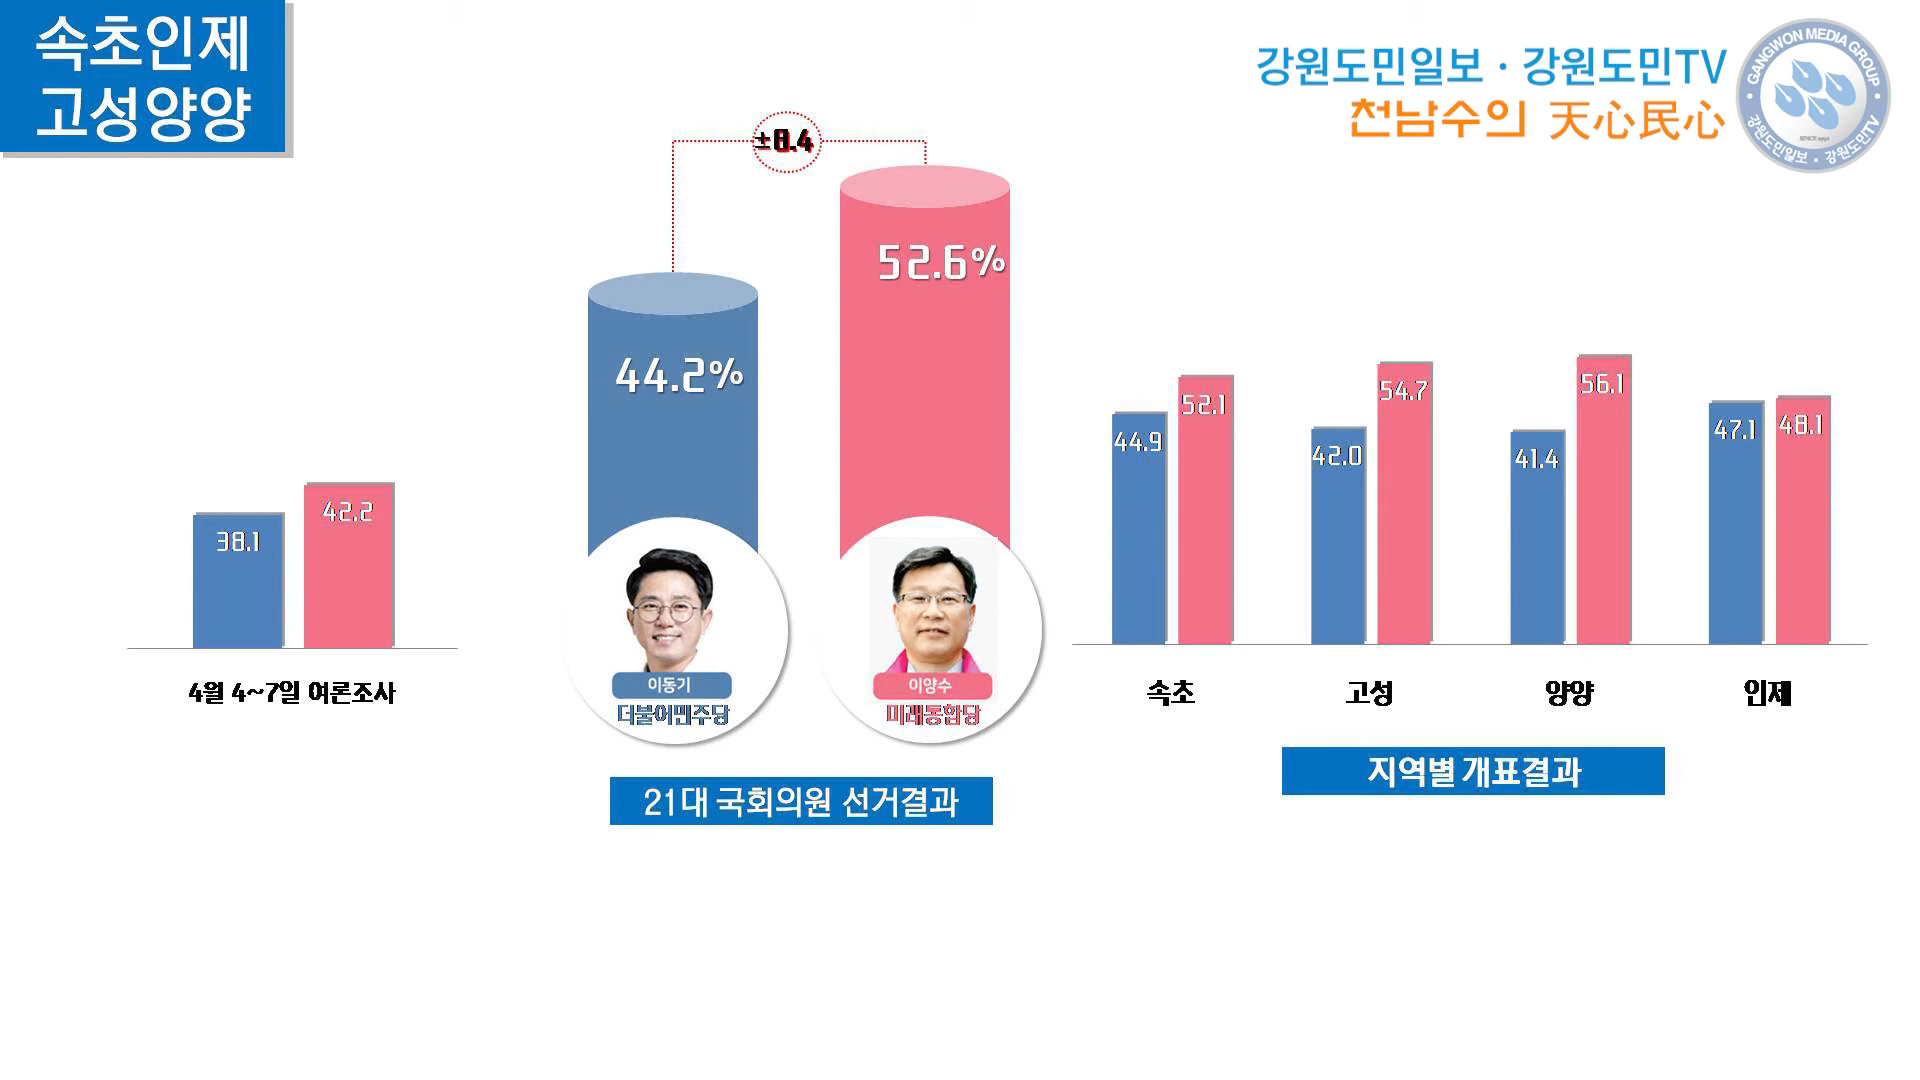 속초인제
고성양양
강원도민일보 · 강원도민TV
천남수의 天心民心
GANGWON MEDIA GROUP
강원도민일보 · 강원도민TV
±8.4
52.6%
44.2%
38.1
42.2
4월 4~7일 여론조사
이동기
더불어민주당
이양수
미래통합당
21대 국회의원 선거결과
44.9
52.1
42.0
54.7
41.4
56.1
47.1
48.1
속초
고성
양양
인제
지역별 개표결과